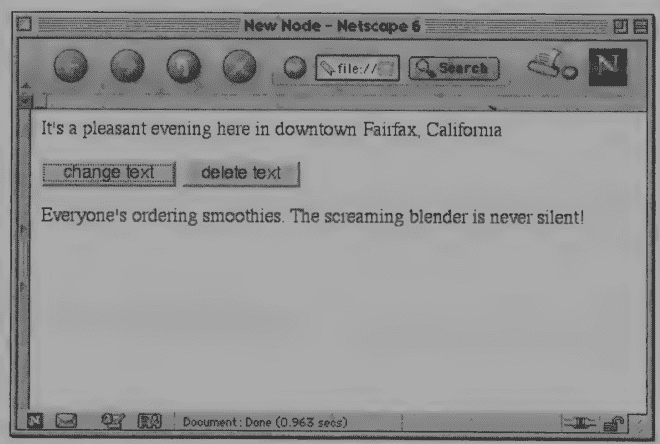 New Node - Netscape 6
file://
Search
N
It's a pleasant evening here in downtown Fairfax, California
change text
delete text
Everyone's ordering smoothies. The screaming blender is never silent!
N
Document: Done (0.963 secs)